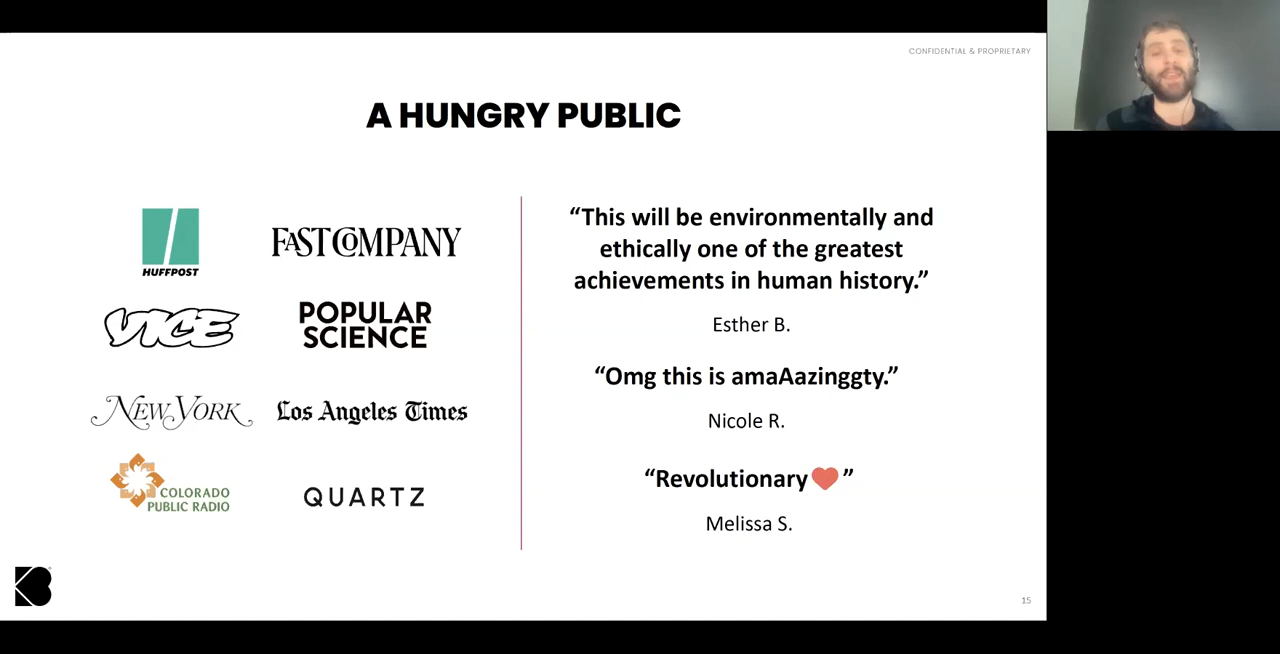 CONFIDENTIAL & PROPRIETARY
A HUNGRY PUBLIC
HUFFPOST
FAST COMPANY
VICE
POPULAR
SCIENCE
NEW YORK
Los Angeles Times
COLORADO
PUBLIC RADIO
QUARTZ
“This will be environmentally and
ethically one of the greatest
achievements in human history.”
Esther B.
“Omg this is amaAazinggty.”
Nicole R.
“Revolutionary❤️ ”
Melissa S.
15